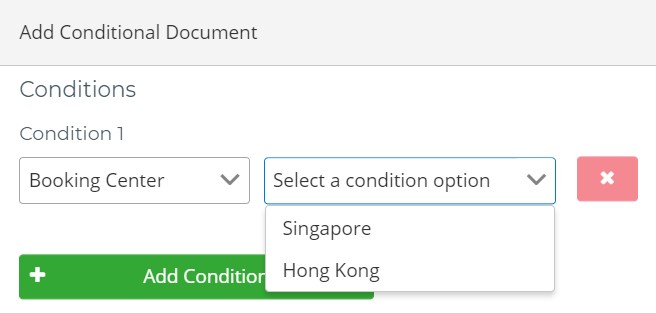 Add Conditional Document
Conditions
Condition 1
Booking Center
Select a condition option
Singapore
Hong Kong
Add Condition